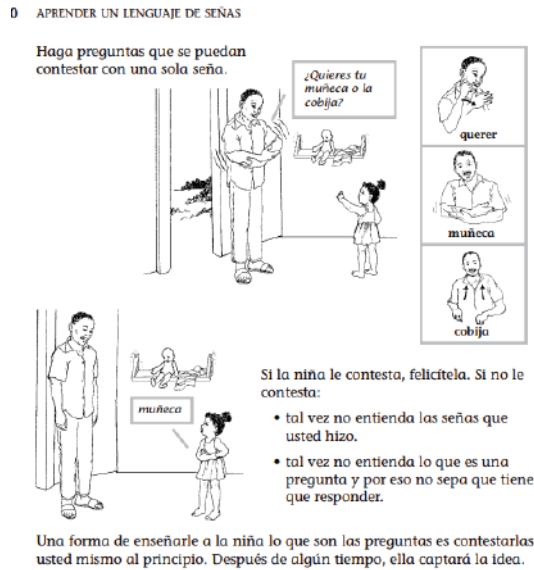 0 APRENDER UN LENGUAJE DE SEÑAS
Haga preguntas que se puedan
contestar con una sola seña.
¿Quieres tu
muñeca o la
cobija?
querer
muñeca
cobija
muñeca
Si la niña le contesta, felicítela. Si no le
contesta:
• tal vez no entienda las señas que
usted hizo.
• tal vez no entienda lo que es una
pregunta y por eso no sepa que tiene
que responder.
Una forma de enseñarle a la niña lo que son las preguntas es contestarlas
usted mismo al principio. Después de algún tiempo, ella captará la idea.